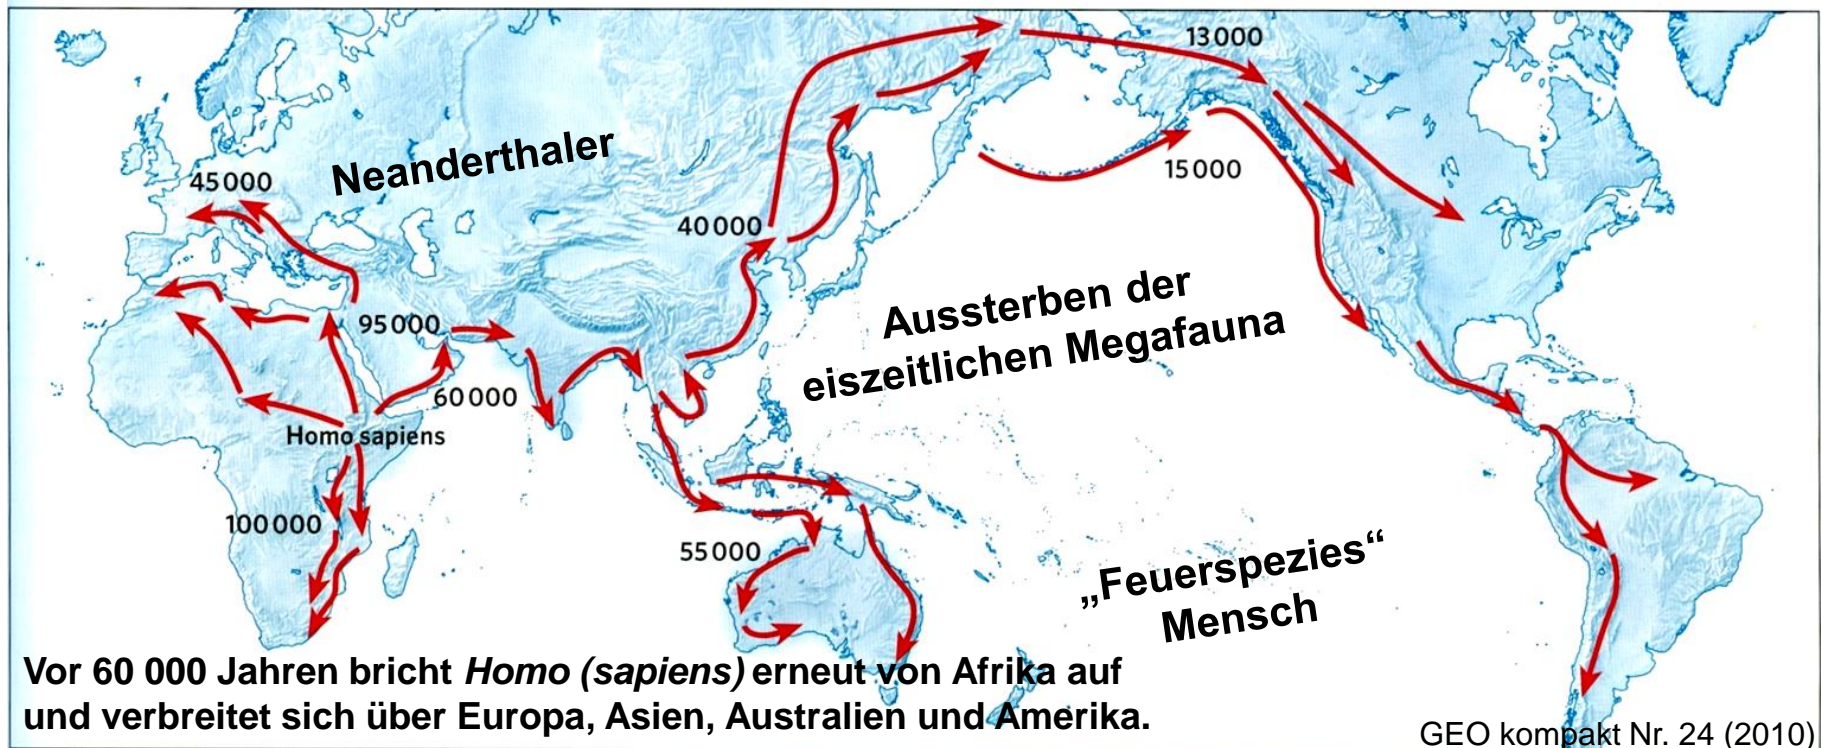 13000
Neanderthaler
45000
15000
40000
Aussterben der
eiszeitlichen Megafauna
95000
60000
Homo sapiens
100000
55000
„Feuerspezies“
Mensch
Vor 60 000 Jahren bricht Homo (sapiens) erneut von Afrika auf
und verbreitet sich über Europa, Asien, Australien und Amerika.
GEO kompakt Nr. 24 (2010)